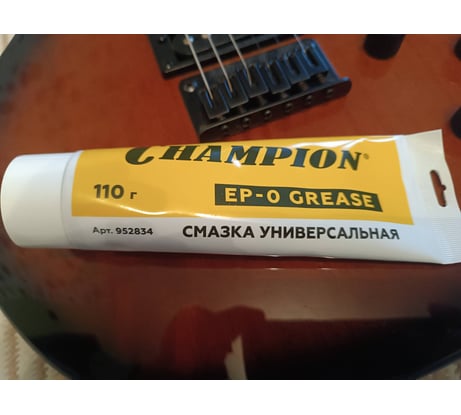 CHAMPION®
110 г
EP-0 GREASE
Арт. 952834
СМАЗКА УНИВЕРСАЛЬНАЯ